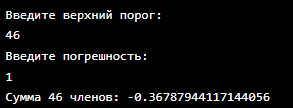 Введите верхний порог:
46
Введите погрешность:
1
Сумма 46 членов: -0.36787944117144056